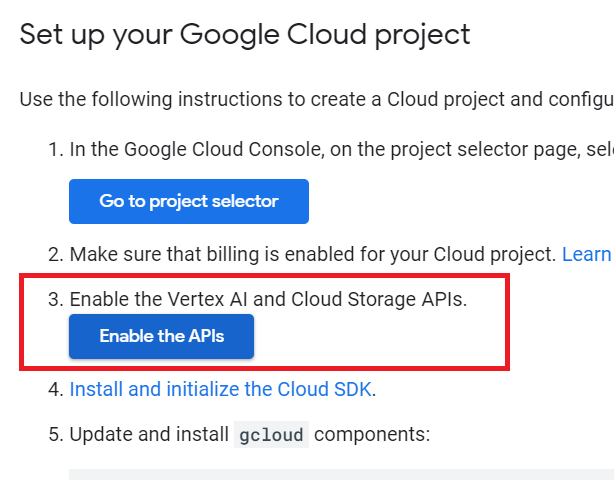 Set up your Google Cloud project
Use the following instructions to create a Cloud project and configu
1. In the Google Cloud Console, on the project selector page, sel
Go to project selector
2. Make sure that billing is enabled for your Cloud project. Learn
3. Enable the Vertex AI and Cloud Storage APIs.
Enable the APIs
4. Install and initialize the Cloud SDK.
5. Update and install gcloud components: